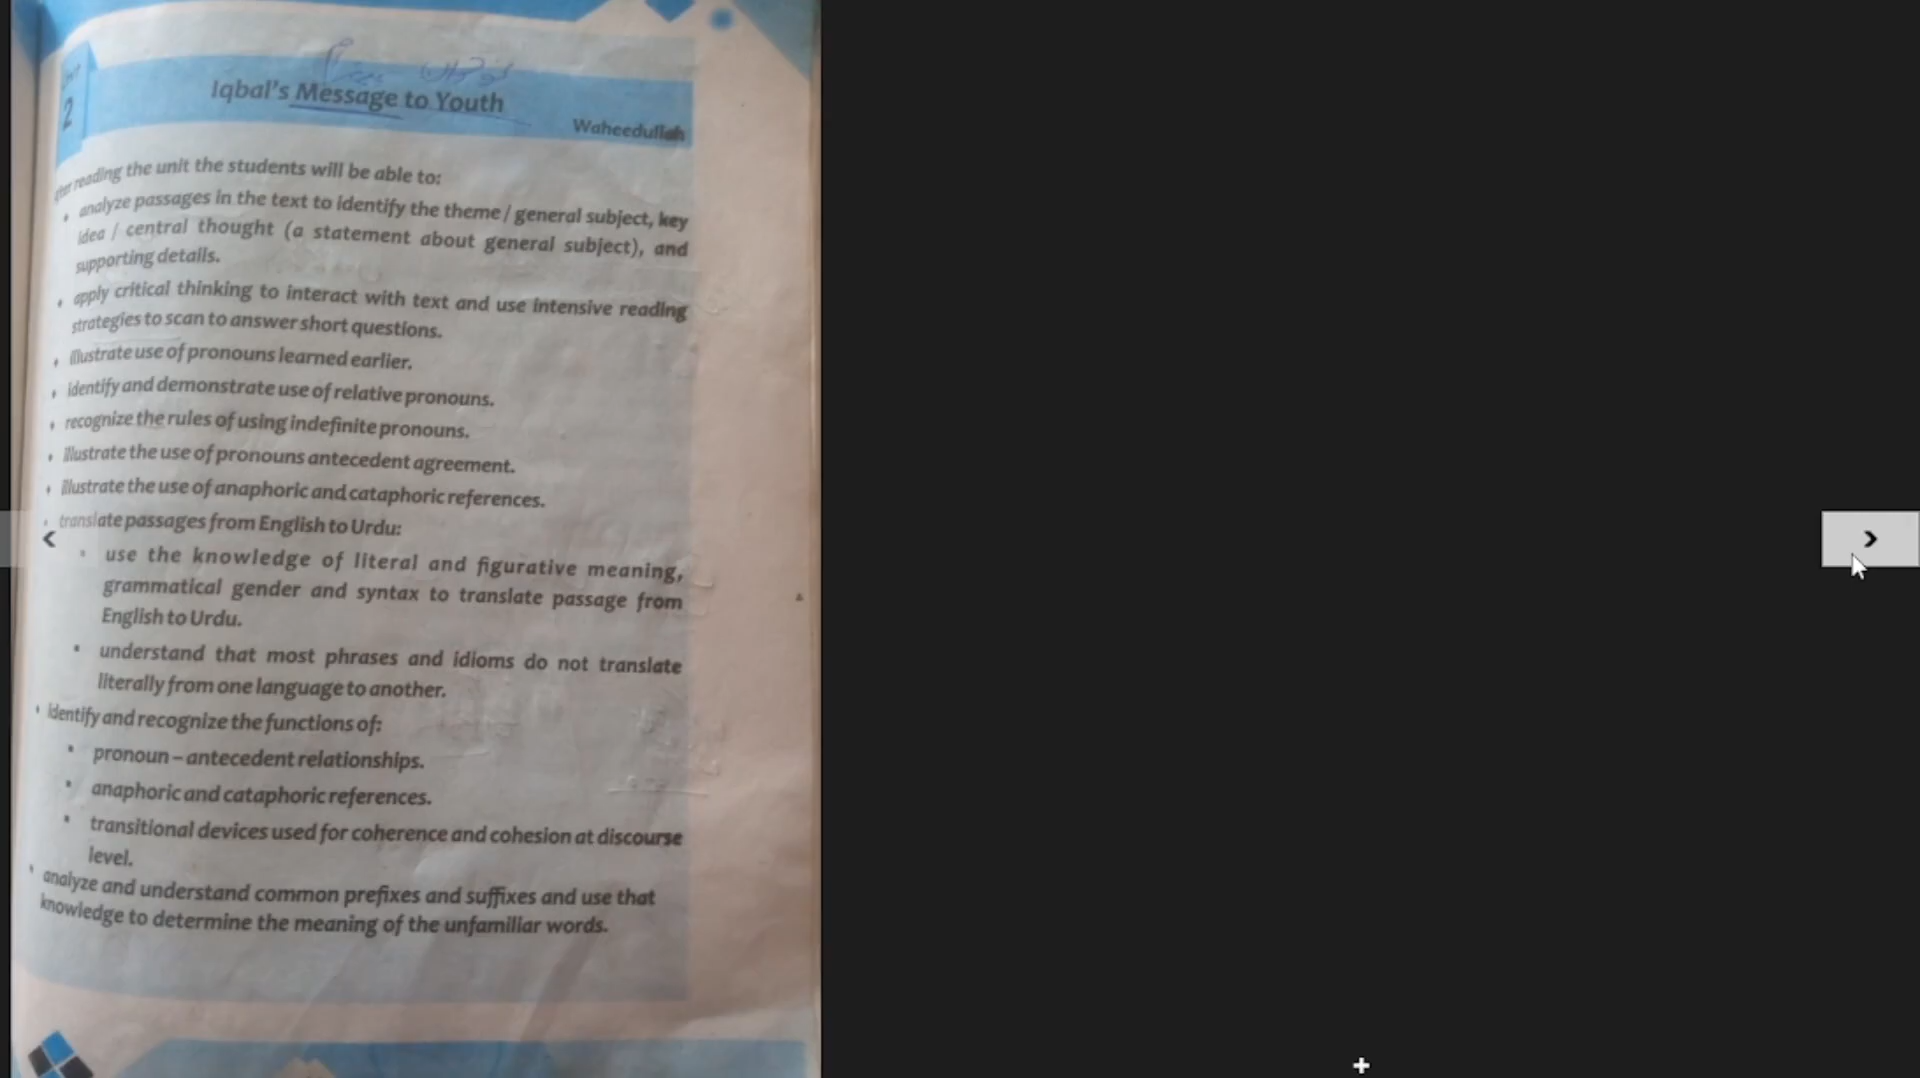 Unit
2
نوجوان
Iqbal's Message to Youth
Waheedullah
After reading the unit the students will be able to:
• analyze passages in the text to identify the theme / general subject, key
idea / central thought (a statement about general subject), and
supporting details.
• apply critical thinking to interact with text and use intensive reading
strategies to scan to answer short questions.
• illustrate use of pronouns learned earlier.
• identify and demonstrate use of relative pronouns.
• recognize the rules of using indefinite pronouns.
• illustrate the use of pronouns antecedent agreement.
• illustrate the use of anaphoric and cataphoric references.
• translate passages from English to Urdu:
• use the knowledge of literal and figurative meaning,
grammatical gender and syntax to translate passage from
English to Urdu.
• understand that most phrases and idioms do not translate
literally from one language to another.
• identify and recognize the functions of:
• pronoun – antecedent relationships.
• anaphoric and cataphoric references.
• transitional devices used for coherence and cohesion at discourse
level.
• analyze and understand common prefixes and suffixes and use that
knowledge to determine the meaning of the unfamiliar words.